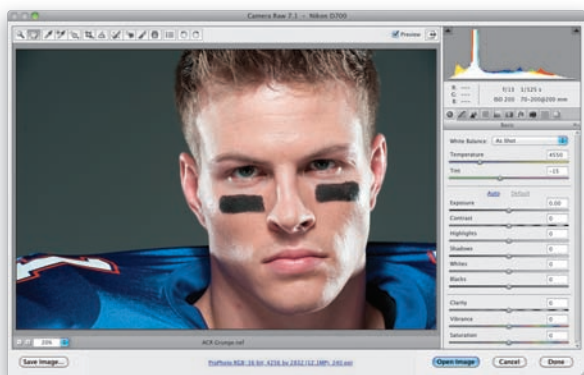 Camera Raw 7.1 – Nikon D700
Preview
R: ---
G: ---
B: ---
f/13 1/125 s
ISO 200 70-200@200 mm
Basic
White Balance: As Shot
Temperature 4550
Tint -15
Auto Default
Exposure 0.00
Contrast 0
Highlights 0
Shadows 0
Whites 0
Blacks 0
Clarity 0
Vibrance 0
Saturation 0
ACR Grunge.nef
Save Image...
ProPhoto RGB; 16 bit; 4256 by 2832 (12.1MP); 240 ppi
Open Image
Cancel
Done